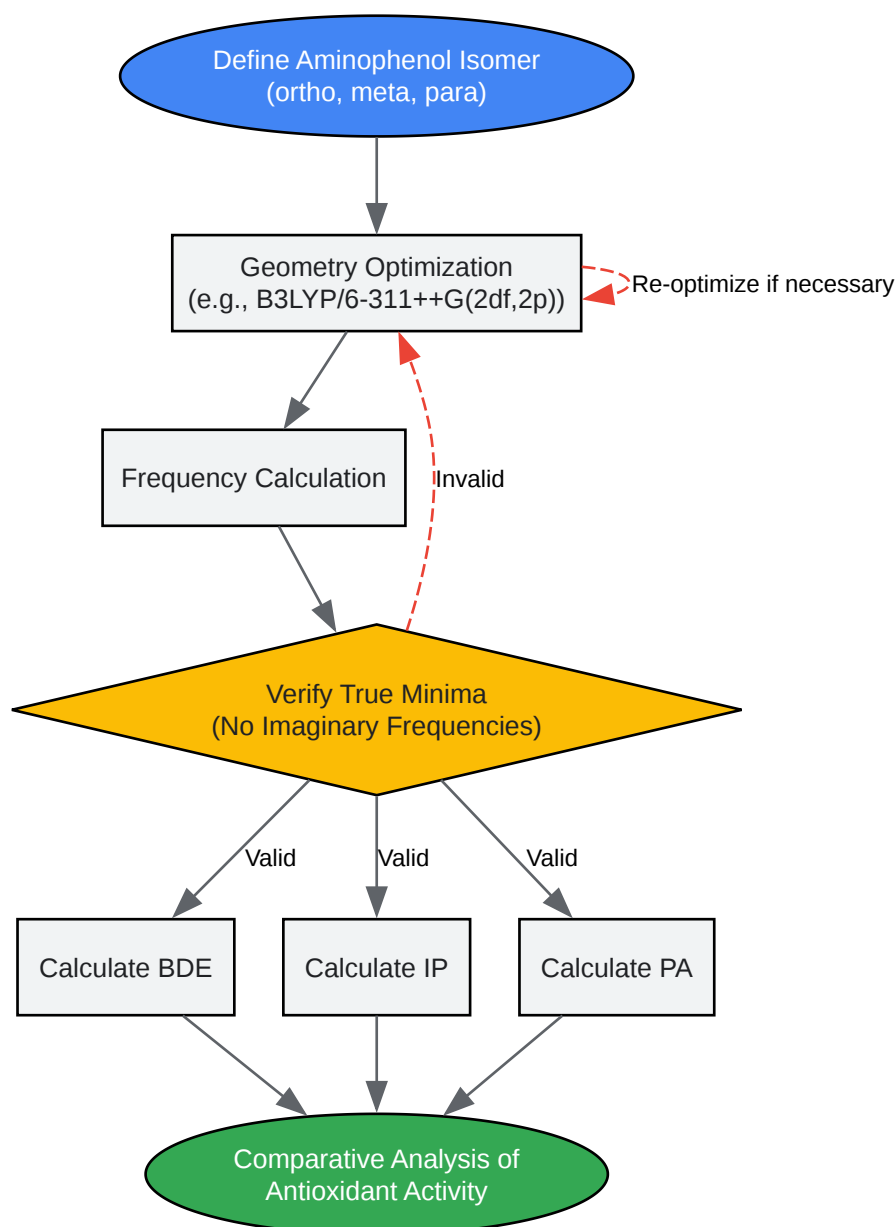 Define Aminophenol Isomer
(ortho, meta, para)
Geometry Optimization
(e.g., B3LYP/6-311++G(2df,2p))
Re-optimize if necessary
Frequency Calculation
Invalid
Verify True Minima
(No Imaginary Frequencies)
Valid
Valid
Valid
Calculate BDE
Calculate IP
Calculate PA
Comparative Analysis of
Antioxidant Activity